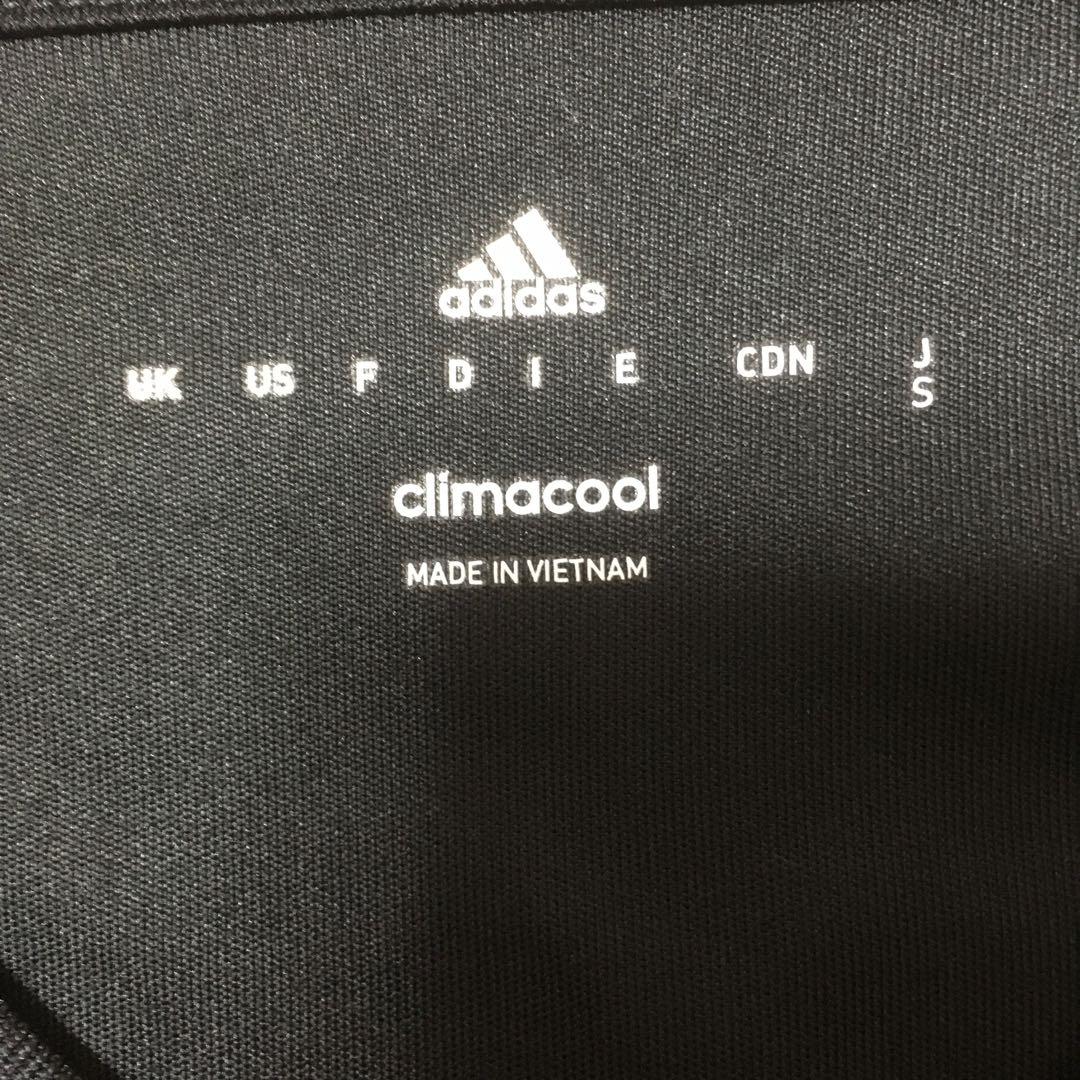 adidas
UK US F D I E CDN J
S
climacool
MADE IN VIETNAM